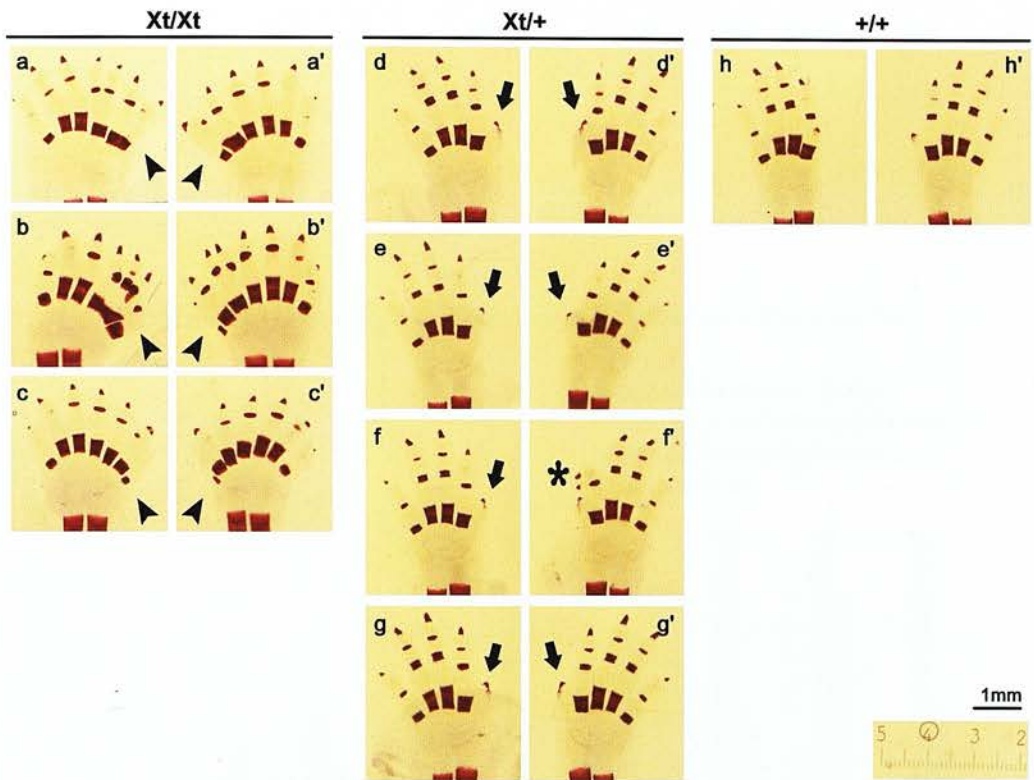 Xt/Xt Xt/+ +/+
a a' d d' h h'
b b' e e'
c c' f f'
*
g g'
1mm
5 4 3 2